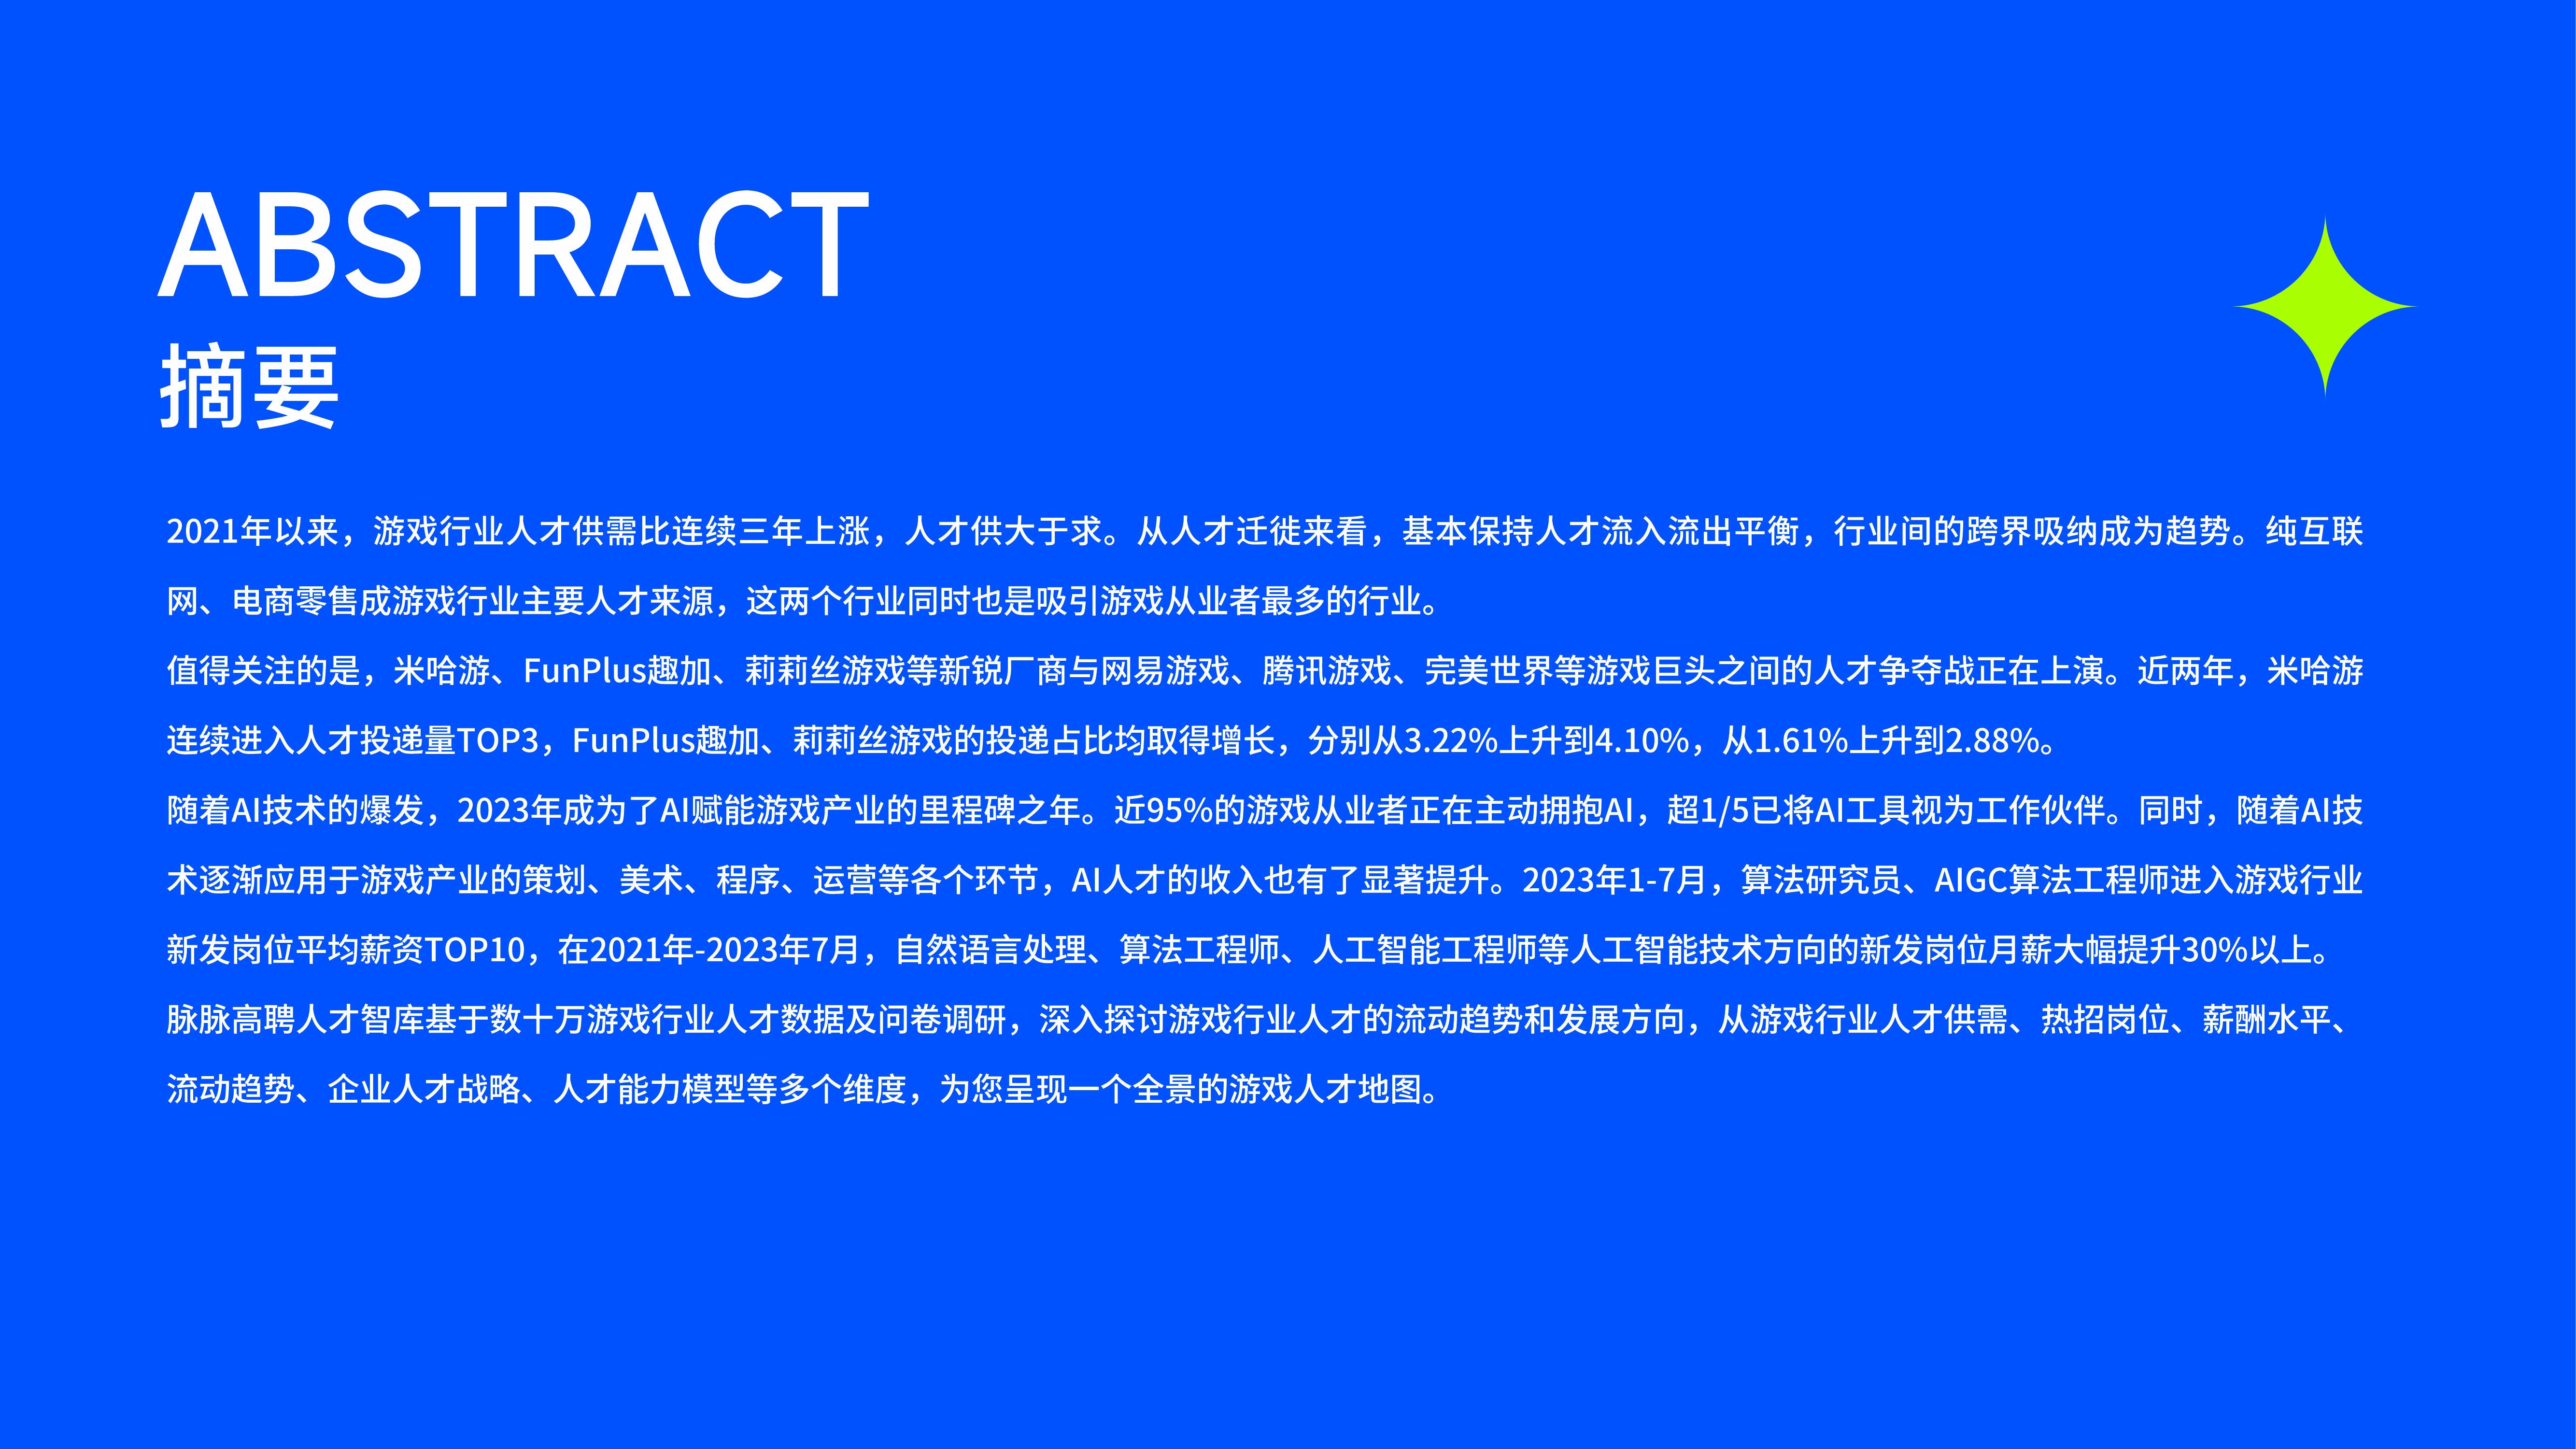 ABSTRACT
摘要
2021年以来，游戏行业人才供需比连续三年上涨，人才供大于求。从人才迁徙来看，基本保持人才流入流出平衡，行业间的跨界吸纳成为趋势。纯互联
网、电商零售成游戏行业主要人才来源，这两个行业同时也是吸引游戏从业者最多的行业。
值得关注的是，米哈游、FunPlus趣加、莉莉丝游戏等新锐厂商与网易游戏、腾讯游戏、完美世界等游戏巨头之间的人才争夺战正在上演。近两年，米哈游
连续进入人才投递量TOP3，FunPlus趣加、莉莉丝游戏的投递占比均取得增长，分别从3.22%上升到4.10%，从1.61%上升到2.88%。
随着AI技术的爆发，2023年成为了AI赋能游戏产业的里程碑之年。近95%的游戏从业者正在主动拥抱AI，超1/5已将AI工具视为工作伙伴。同时，随着AI技
术逐渐应用于游戏产业的策划、美术、程序、运营等各个环节，AI人才的收入也有了显著提升。2023年1-7月，算法研究员、AIGC算法工程师进入游戏行业
新发岗位平均薪资TOP10，在2021年-2023年7月，自然语言处理、算法工程师、人工智能工程师等人工智能技术方向的新发岗位月薪大幅提升30%以上。
脉脉高聘人才智库基于数十万游戏行业人才数据及问卷调研，深入探讨游戏行业人才的流动趋势和发展方向，从游戏行业人才供需、热招岗位、薪酬水平、
流动趋势、企业人才战略、人才能力模型等多个维度，为您呈现一个全景的游戏人才地图。